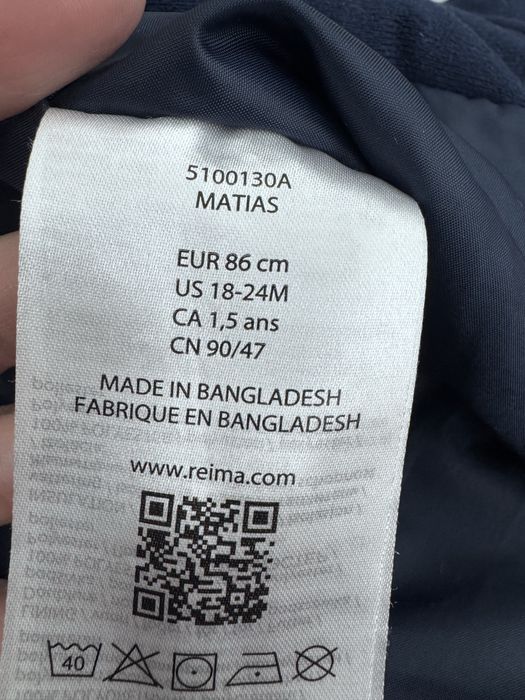 5100130A
MATIAS
EUR 86 cm
US 18-24M
CA 1,5 ans
CN 90/47
MADE IN BANGLADESH
FABRIQUE EN BANGLADESH
www.reima.com
40